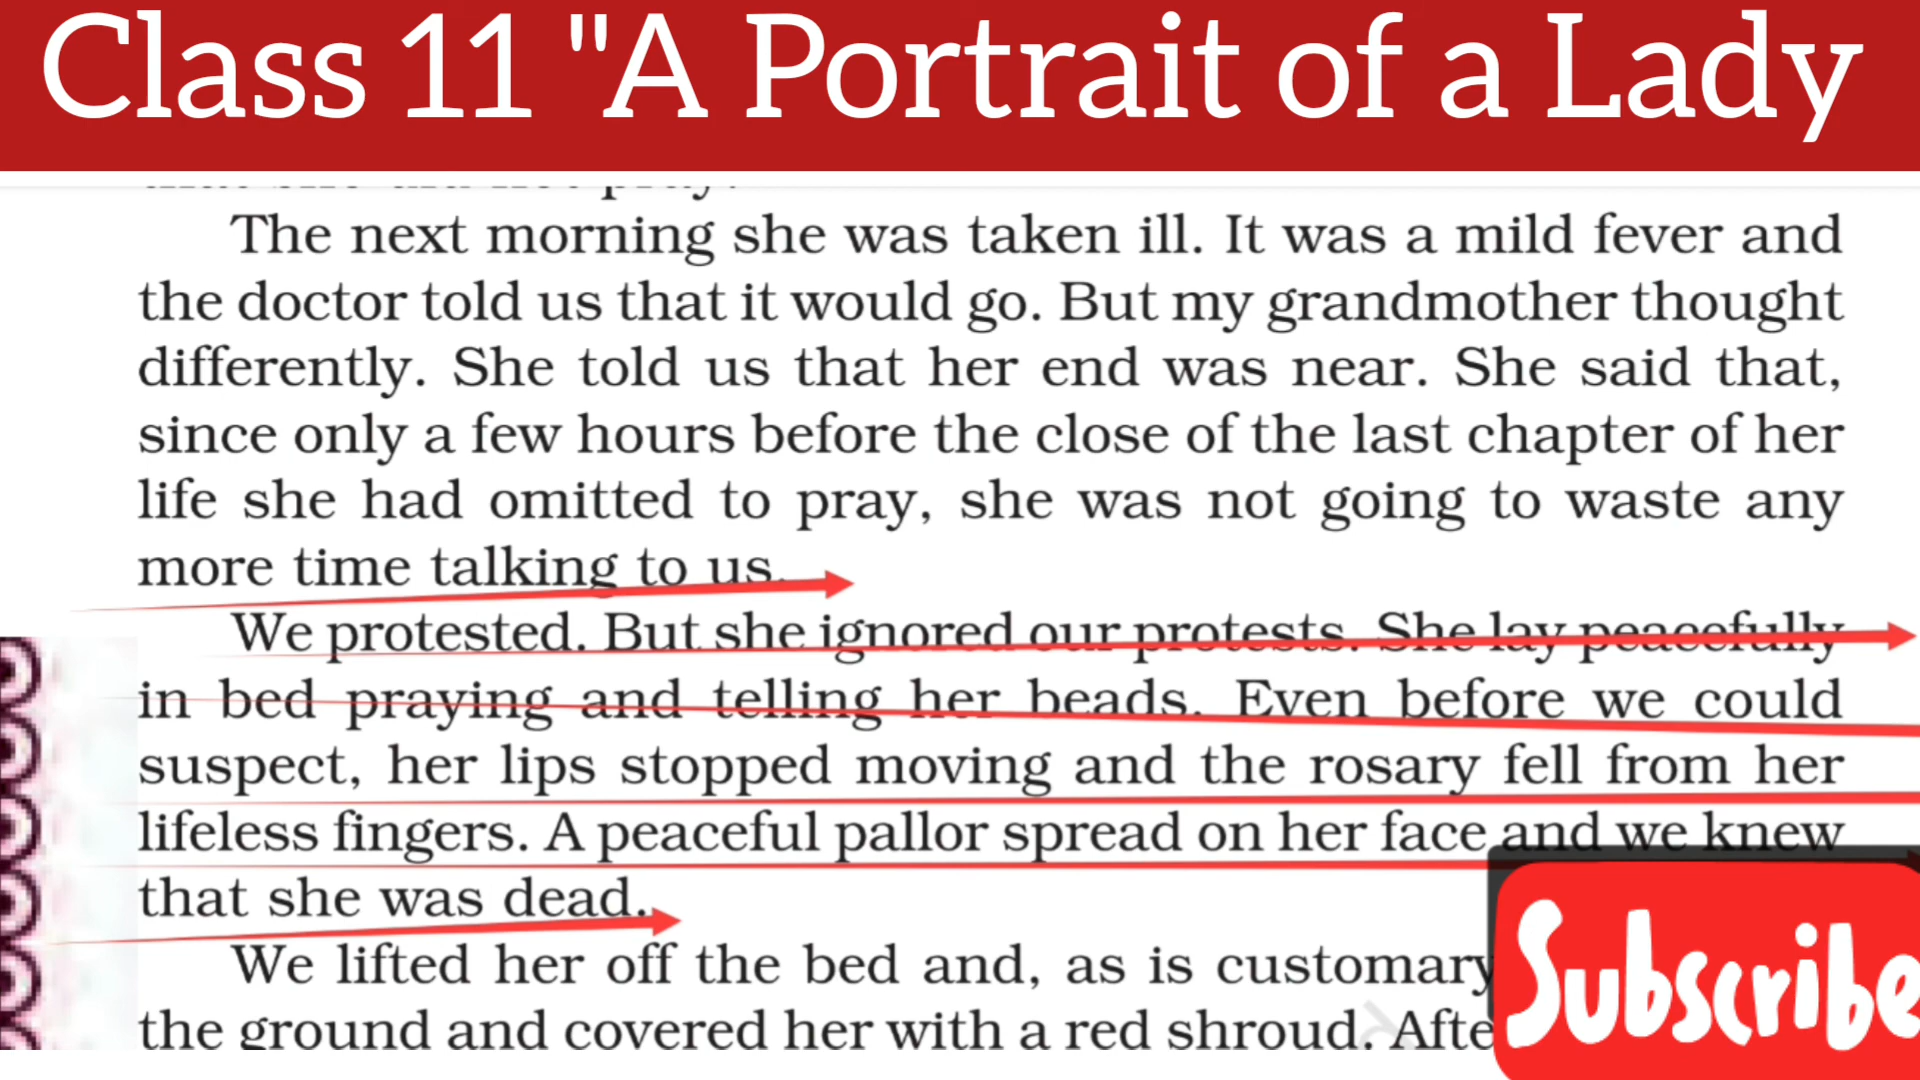 Class 11 "A Portrait of a Lady
The next morning she was taken ill. It was a mild fever and
the doctor told us that it would go. But my grandmother thought
differently. She told us that her end was near. She said that,
since only a few hours before the close of the last chapter of her
life she had omitted to pray, she was not going to waste any
more time talking to us.
We protested. But she ignored our protests. She lay peacefully
in bed praying and telling her beads. Even before we could
suspect, her lips stopped moving and the rosary fell from her
lifeless fingers. A peaceful pallor spread on her face and we knew
that she was dead.
We lifted her off the bed and, as is customary
the ground and covered her with a red shroud. Afte
Subscribe